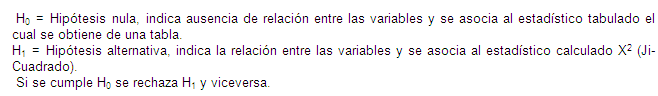 H₀ = Hipótesis nula, indica ausencia de relación entre las variables y se asocia al estadístico tabulado el
cual se obtiene de una tabla.
H₁ = Hipótesis alternativa, indica la relación entre las variables y se asocia al estadístico calculado X² (Ji-
Cuadrado).
Si se cumple H₀ se rechaza H₁ y viceversa.